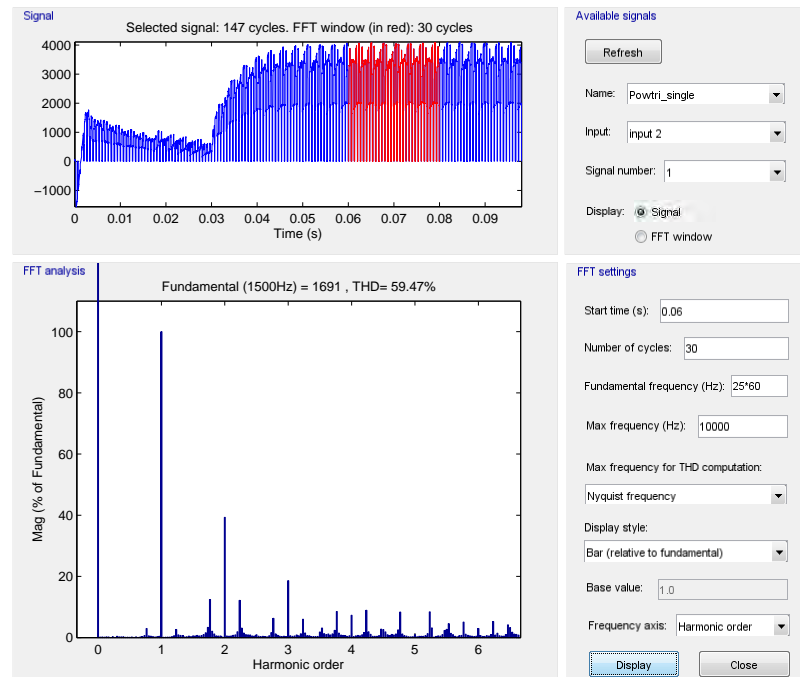 Signal
Selected signal: 147 cycles. FFT window (in red): 30 cycles
4000
3000
2000
1000
0
−1000
0 0.01 0.02 0.03 0.04 0.05 0.06 0.07 0.08 0.09
Time (s)
Available signals
Refresh
Name: Powtri_single
Input: input 2
Signal number: 1
Display: Signal
FFT window
FFT analysis
Fundamental (1500Hz) = 1691 , THD= 59.47%
Mag (% of Fundamental)
100
80
60
40
20
0
0 1 2 3 4 5 6
Harmonic order
FFT settings
Start time (s): 0.06
Number of cycles: 30
Fundamental frequency (Hz): 25*60
Max frequency (Hz): 10000
Max frequency for THD computation:
Nyquist frequency
Display style:
Bar (relative to fundamental)
Base value: 1.0
Frequency axis: Harmonic order
Display Close